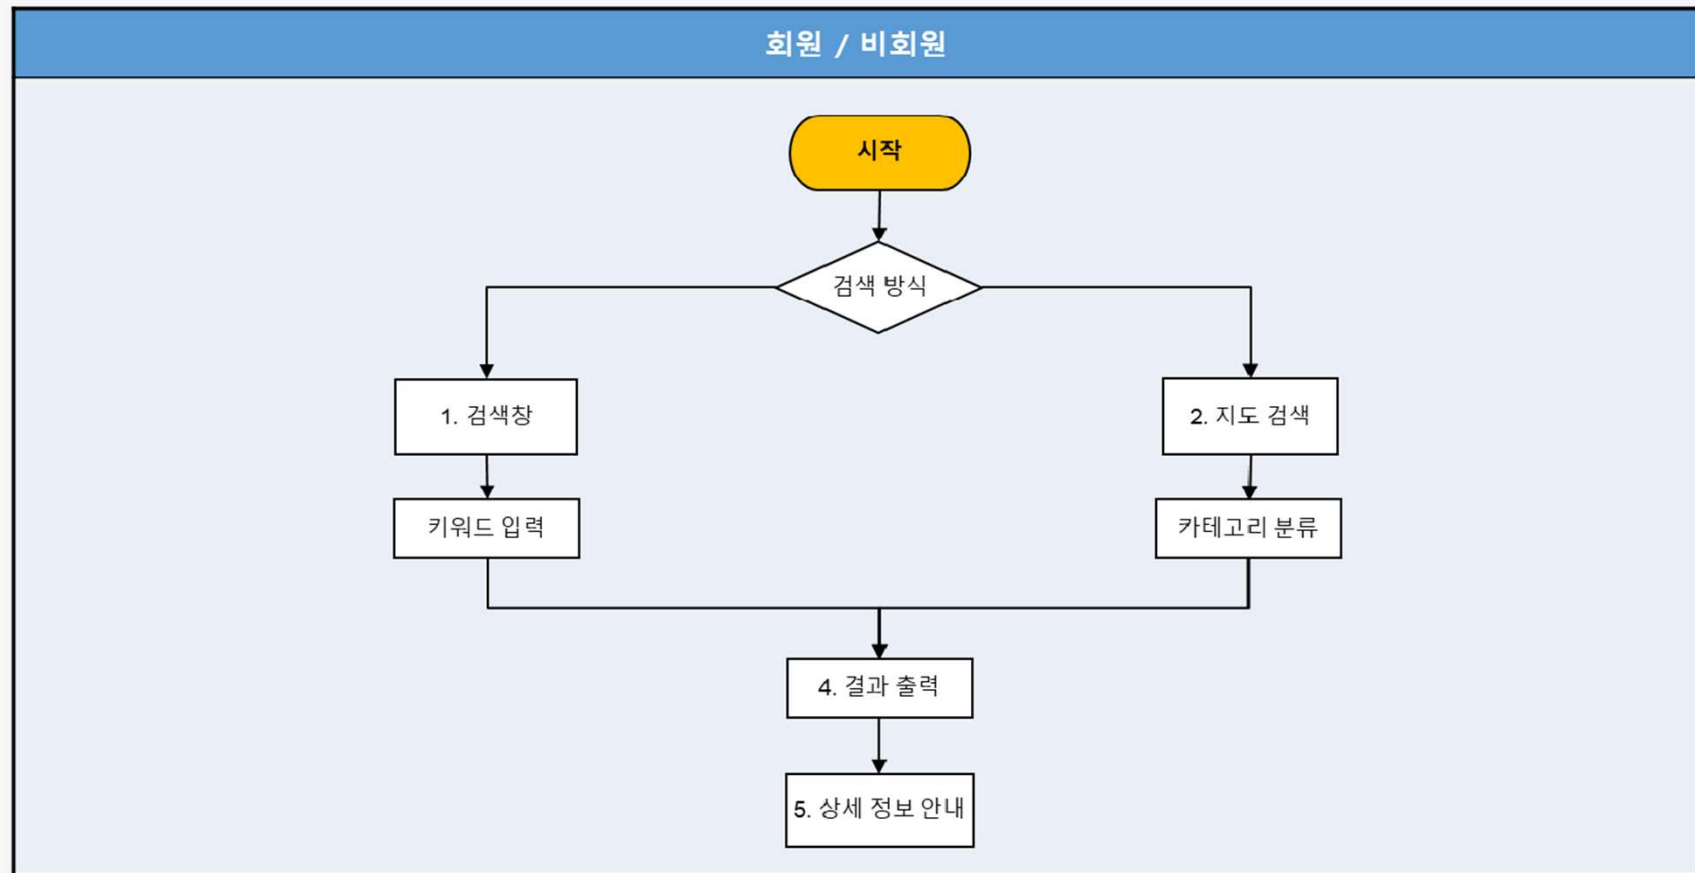 회원 / 비회원
시작
검색 방식
1. 검색창
2. 지도 검색
키워드 입력
카테고리 분류
4. 결과 출력
5. 상세 정보 안내